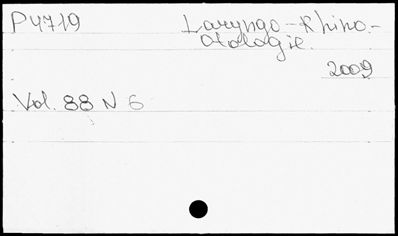 P4719
Laryngo-Rhino-
Otologie.
2009
Vol. 88 N 6